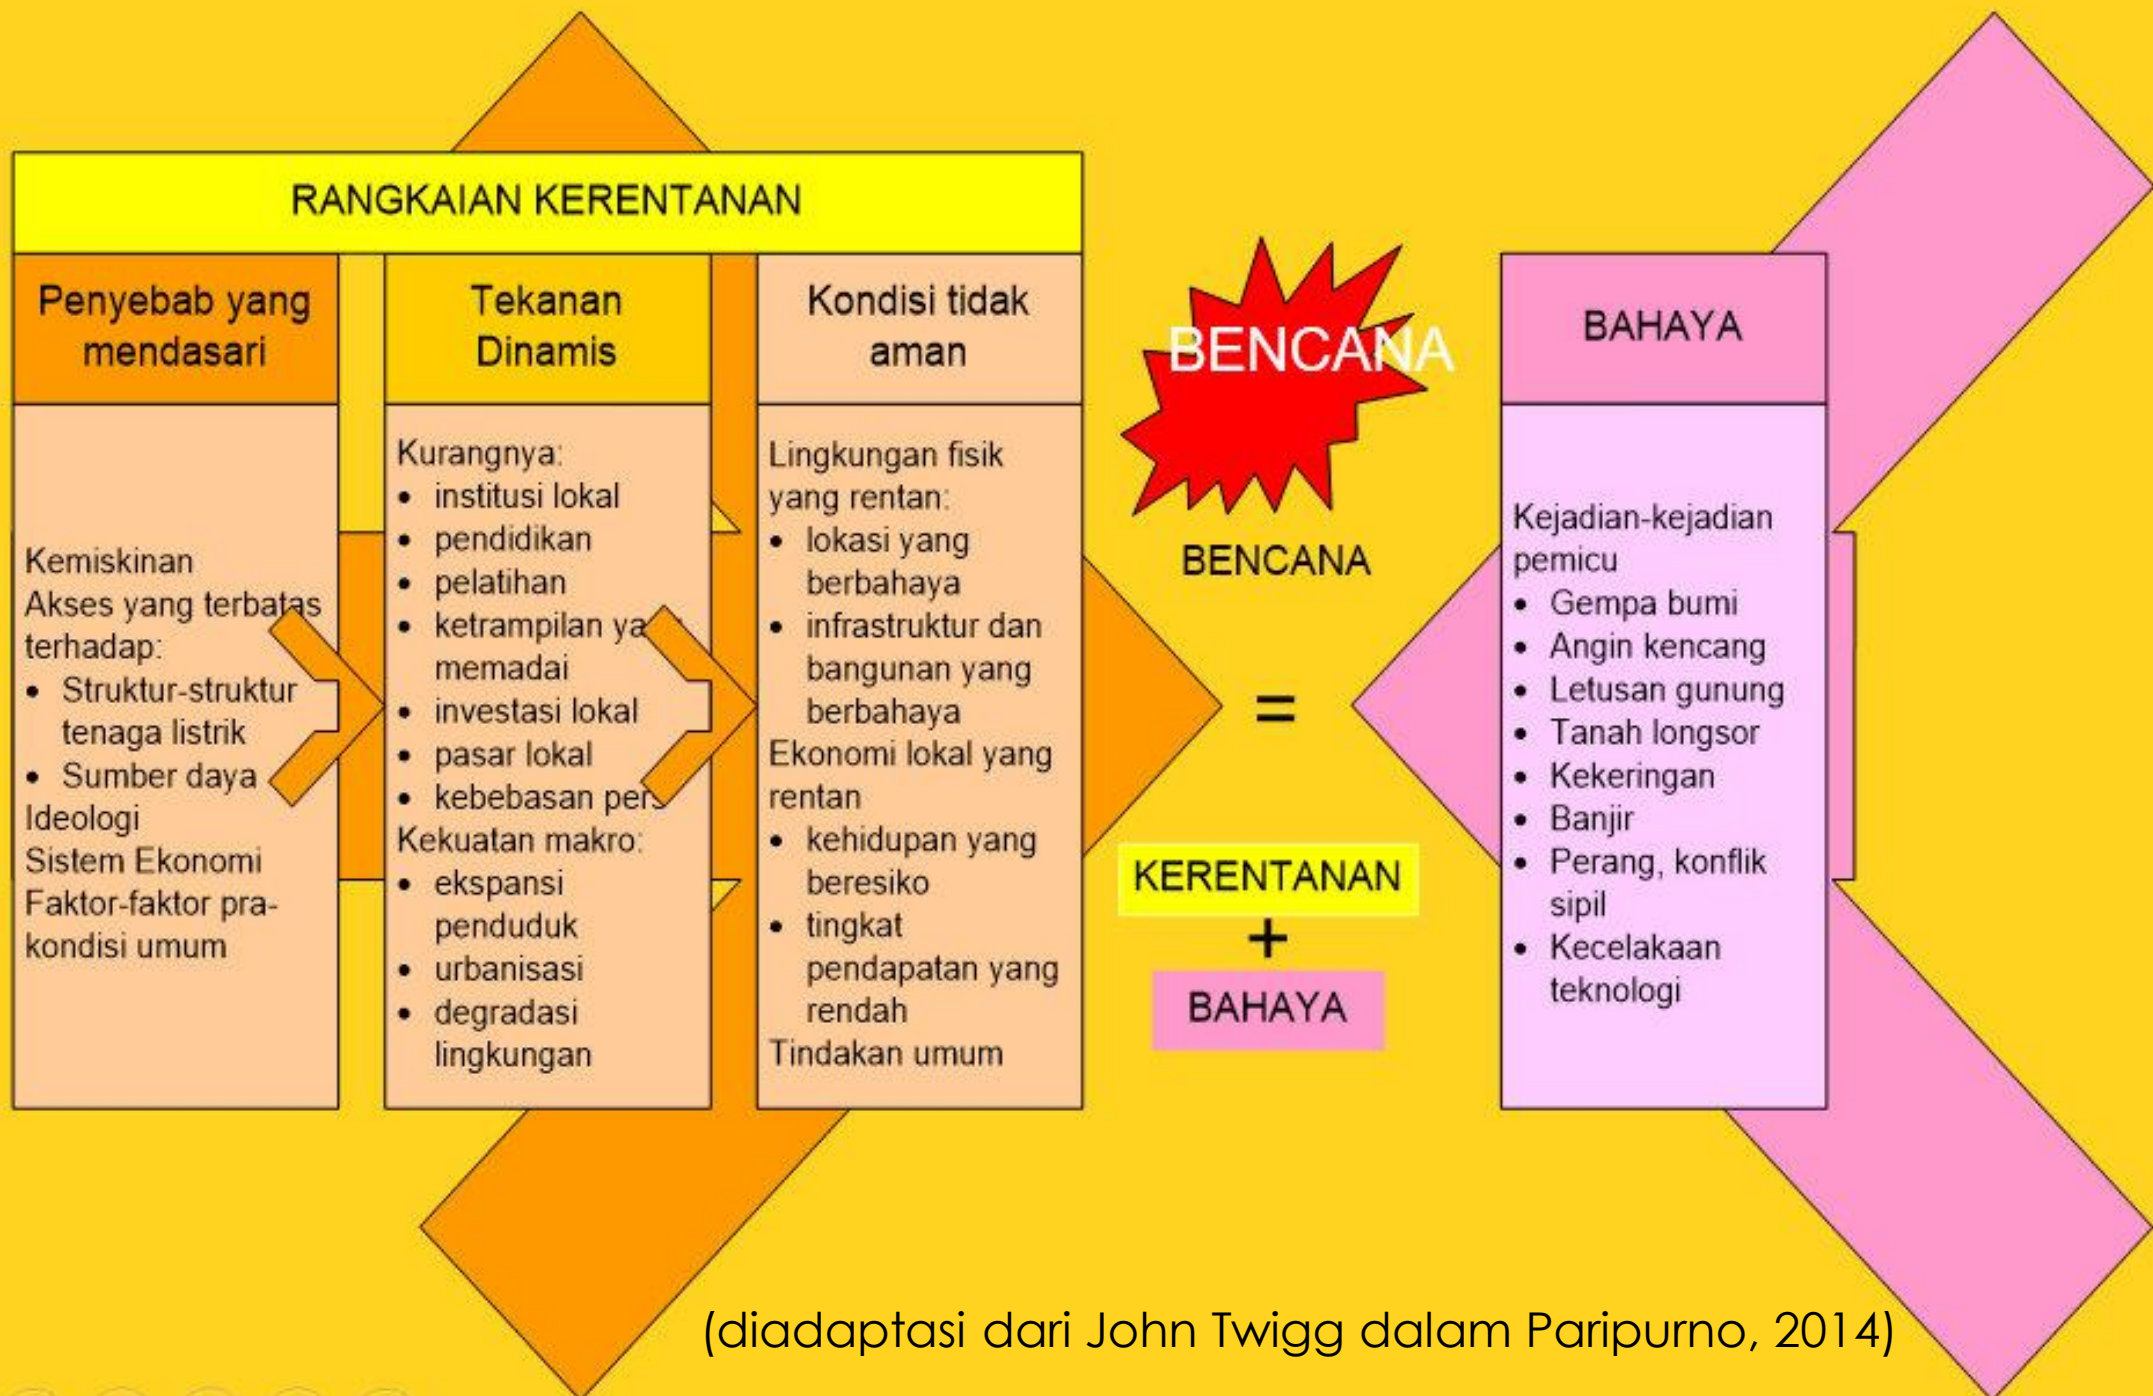 RANGKAIAN KERENTANAN
Penyebab yang
mendasari
Kemiskinan
Akses yang terbatas
terhadap:
• Struktur-struktur
tenaga listrik
• Sumber daya
Ideologi
Sistem Ekonomi
Faktor-faktor pra-
kondisi umum
Tekanan
Dinamis
Kurangnya:
• institusi lokal
• pendidikan
• pelatihan
• ketrampilan
memadai
• investasi lokal
• pasar lokal
• kebebasan pers
Kekuatan makro:
• ekspansi
penduduk
• urbanisasi
• degradasi
lingkungan
Kondisi tidak
aman
Lingkungan fisik
yang rentan:
• lokasi yang
berbahaya
• infrastruktur dan
bangunan yang
berbahaya
Ekonomi lokal yang
rentan
• kehidupan yang
beresiko
• tingkat
pendapatan yang
rendah
Tindakan umum
BENCANA
BENCANA
=
KERENTANAN
+
BAHAYA
BAHAYA
Kejadian-kejadian
pemicu
• Gempa bumi
• Angin kencang
• Letusan gunung
• Tanah longsor
• Kekeringan
• Banjir
• Perang, konflik
sipil
• Kecelakaan
teknologi
(diadaptasi dari John Twigg dalam Paripurno, 2014)